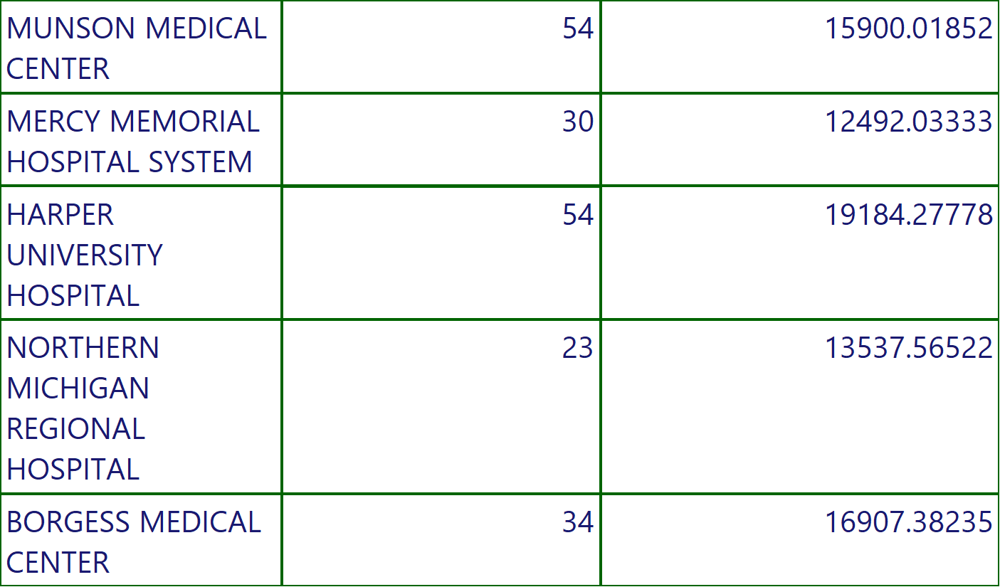 MUNSON MEDICAL 54 15900.01852
CENTER
MERCY MEMORIAL 30 12492.03333
HOSPITAL SYSTEM
HARPER 54 19184.27778
UNIVERSITY
HOSPITAL
NORTHERN 23 13537.56522
MICHIGAN
REGIONAL
HOSPITAL
BORGESS MEDICAL 34 16907.38235
CENTER